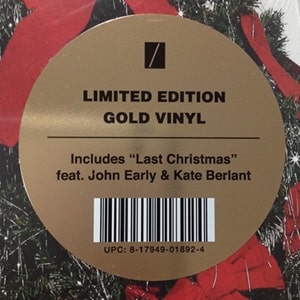 LIMITED EDITION
GOLD VINYL
Includes “Last Christmas”
feat. John Early & Kate Berlant
UPC: 8-17949-01892-4